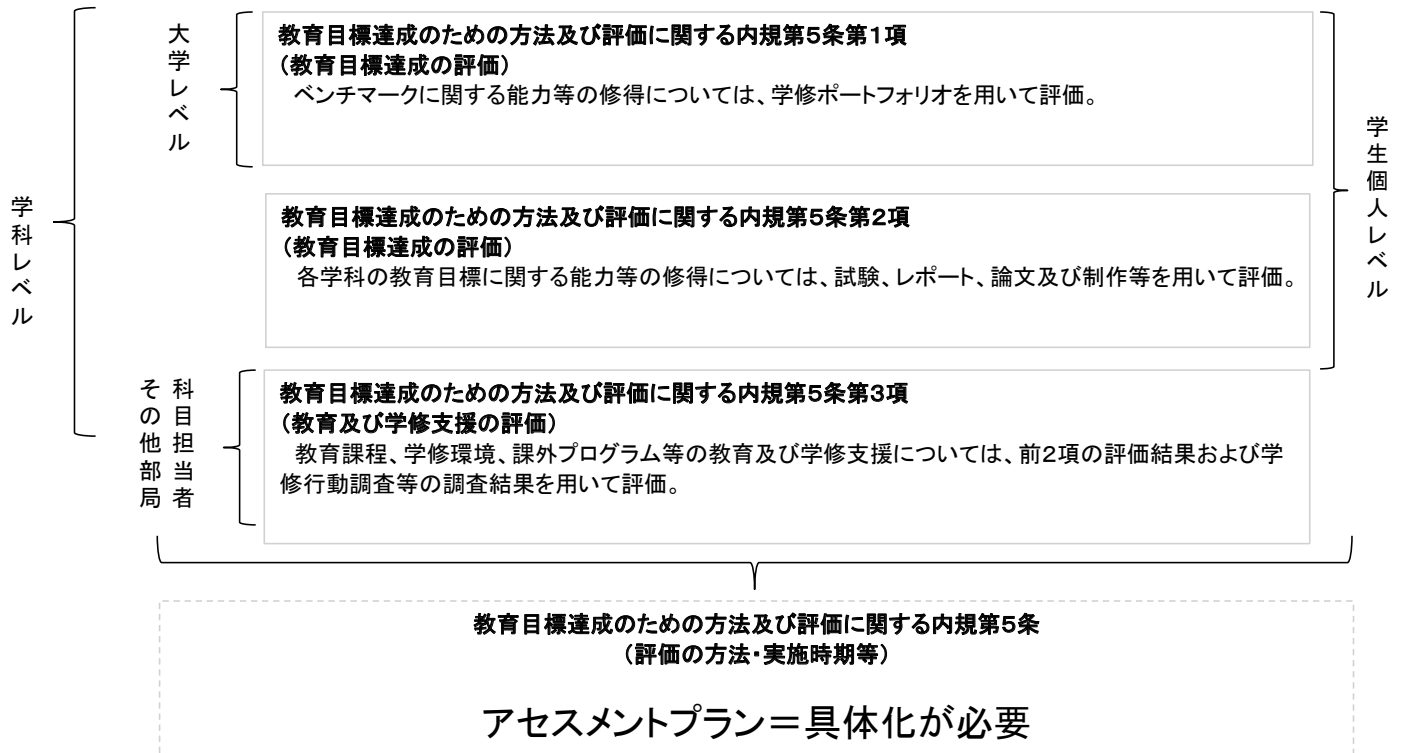 学科レベル
大学レベル
教育目標達成のための方法及び評価に関する内規第5条第1項
(教育目標達成の評価)
ベンチマークに関する能力等の修得については、学修ポートフォリオを用いて評価。
学生個人レベル
教育目標達成のための方法及び評価に関する内規第5条第2項
(教育目標達成の評価)
各学科の教育目標に関する能力等の修得については、試験、レポート、論文及び制作等を用いて評価。
科目担当者
その他部局
教育目標達成のための方法及び評価に関する内規第5条第3項
(教育及び学修支援の評価)
教育課程、学修環境、課外プログラム等の教育及び学修支援については、前2項の評価結果および学
修行動調査等の調査結果を用いて評価。
教育目標達成のための方法及び評価に関する内規第5条
(評価の方法・実施時期等)
アセスメントプラン=具体化が必要